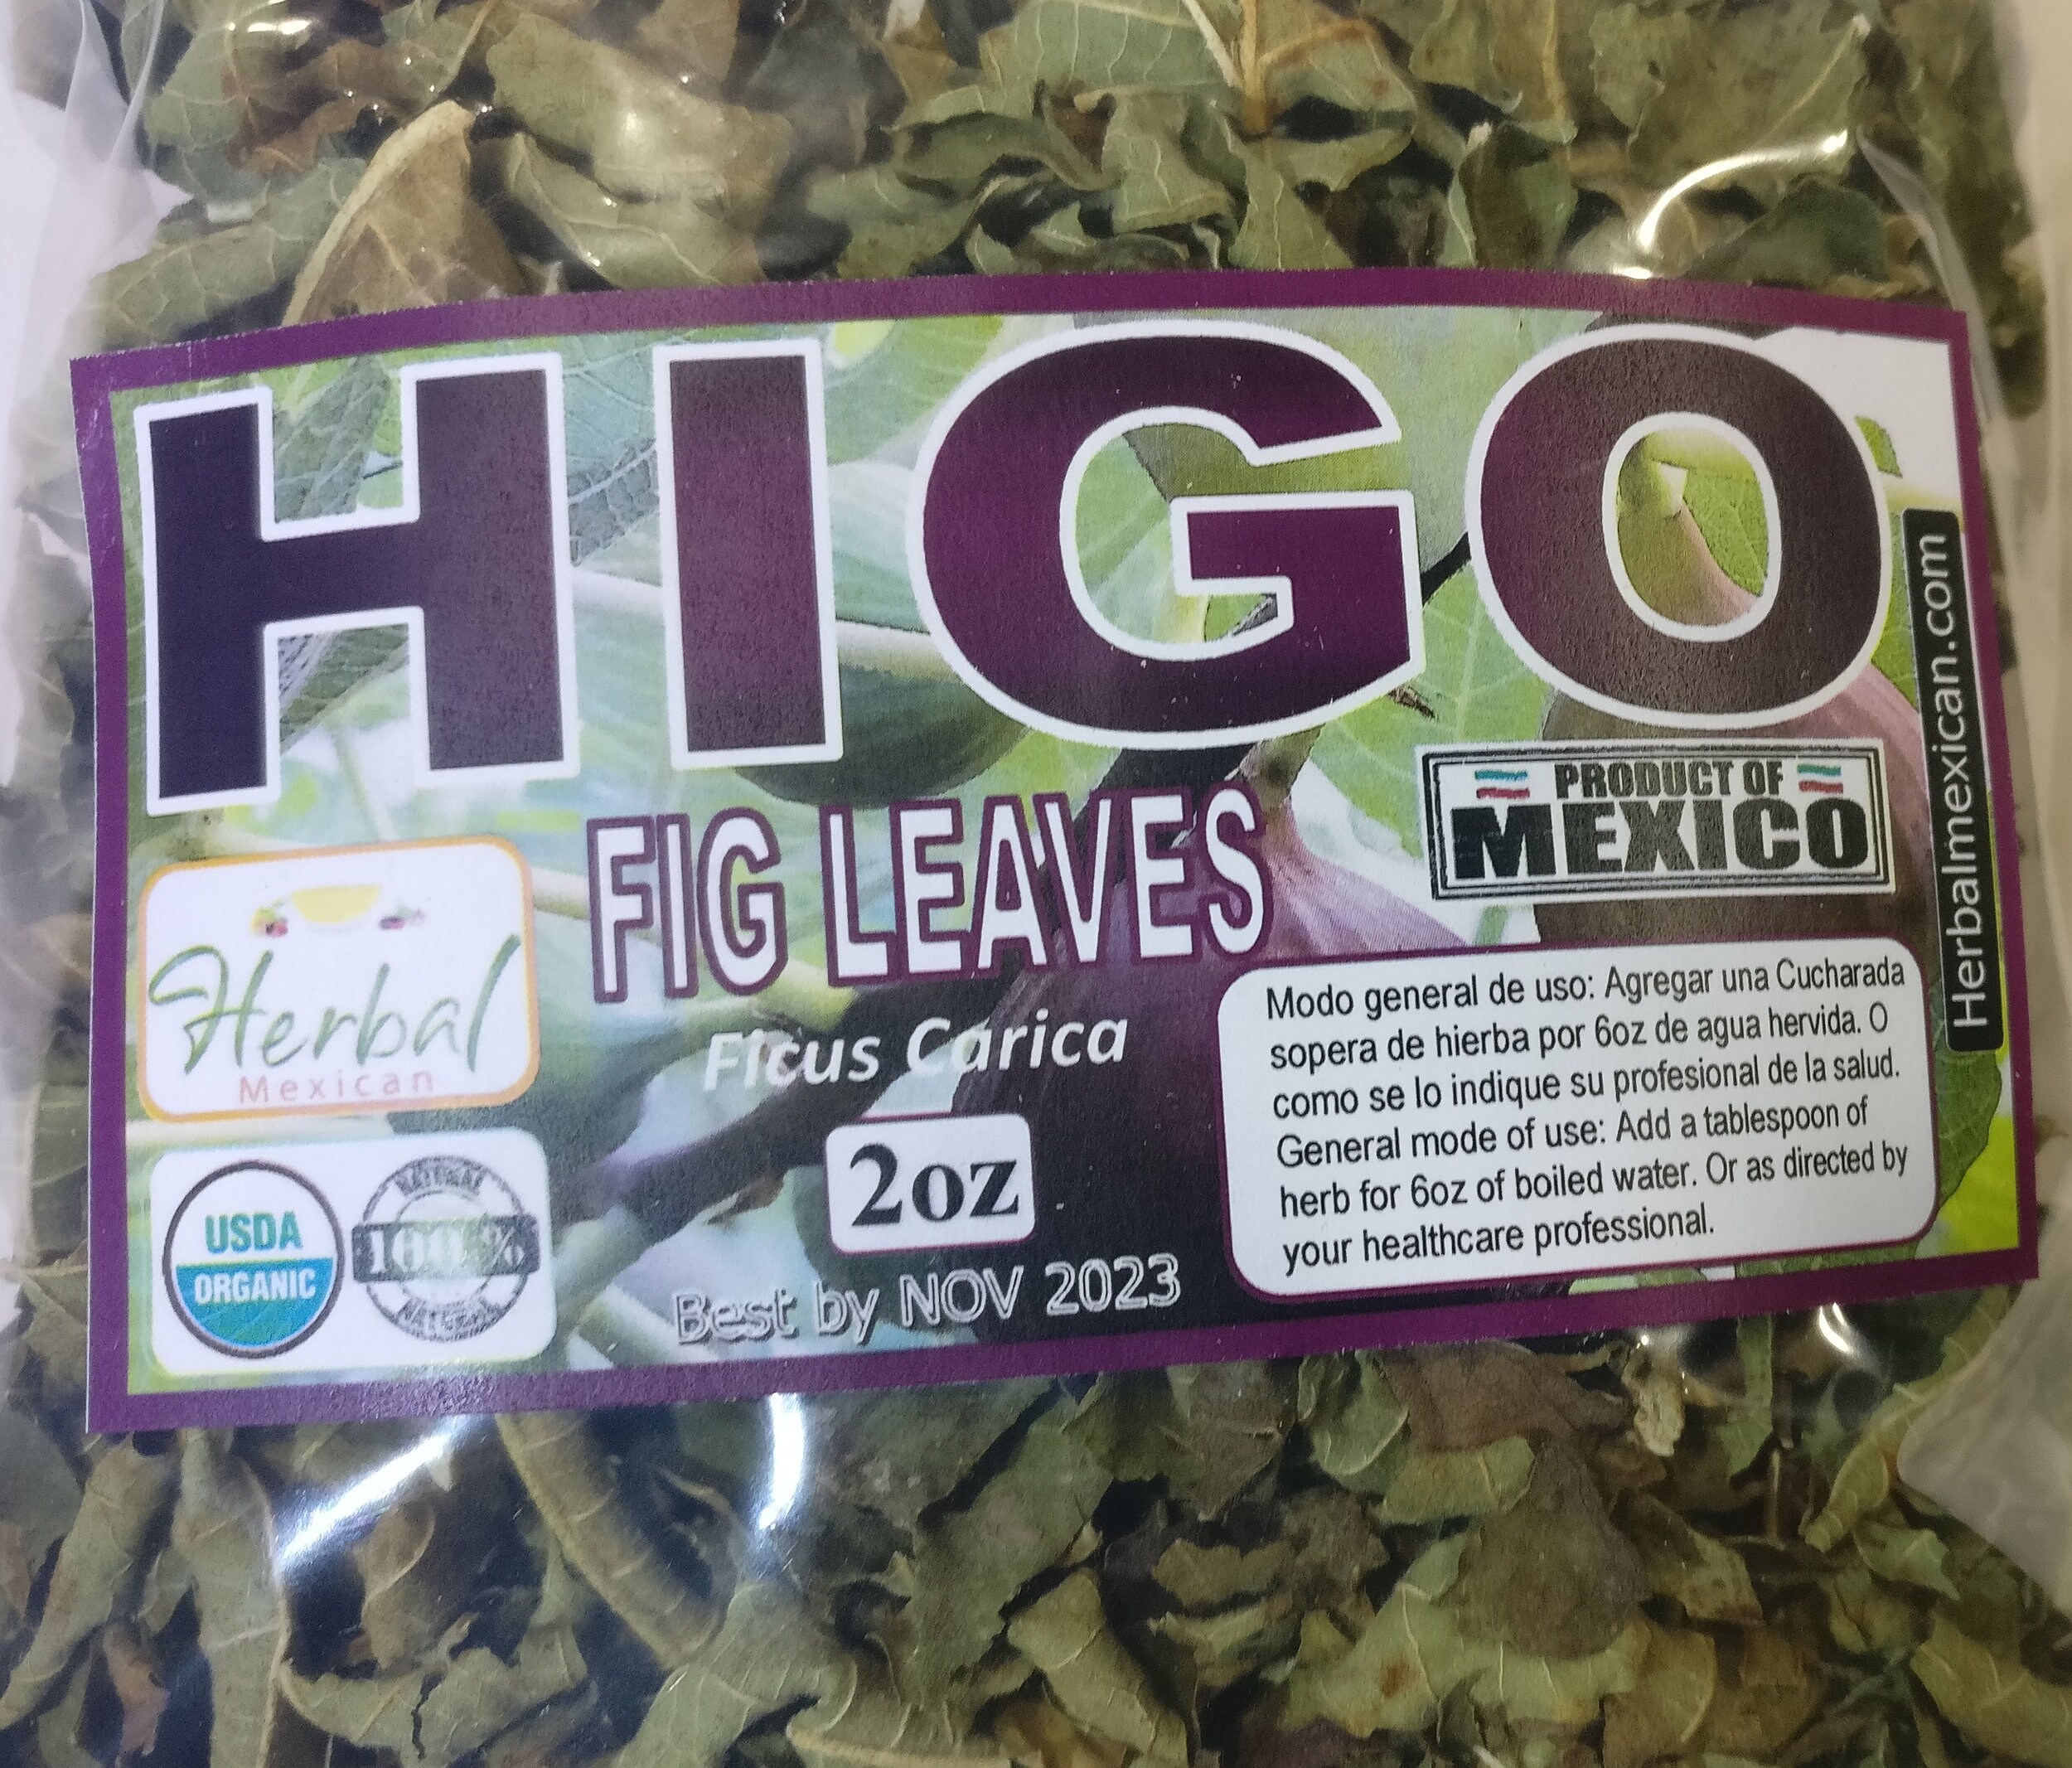 HIGO
FIG LEAVES
Ficus Carica
2oz
Best by NOV 2023
Herbal
Mexican
USDA
ORGANIC
NATURAL
100%
PRODUCT OF
MEXICO
Herbalmexican.com
Modo general de uso: Agregar una Cucharada
sopera de hierba por 6oz de agua hervida. O
como se lo indique su profesional de la salud.
General mode of use: Add a tablespoon of
herb for 6oz of boiled water. Or as directed by
your healthcare professional.